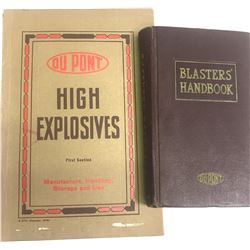 DU PONT
HIGH
EXPLOSIVES
First Section
Manufacture, Handling,
Storage and Use
BLASTERS'
HANDBOOK
DU PONT